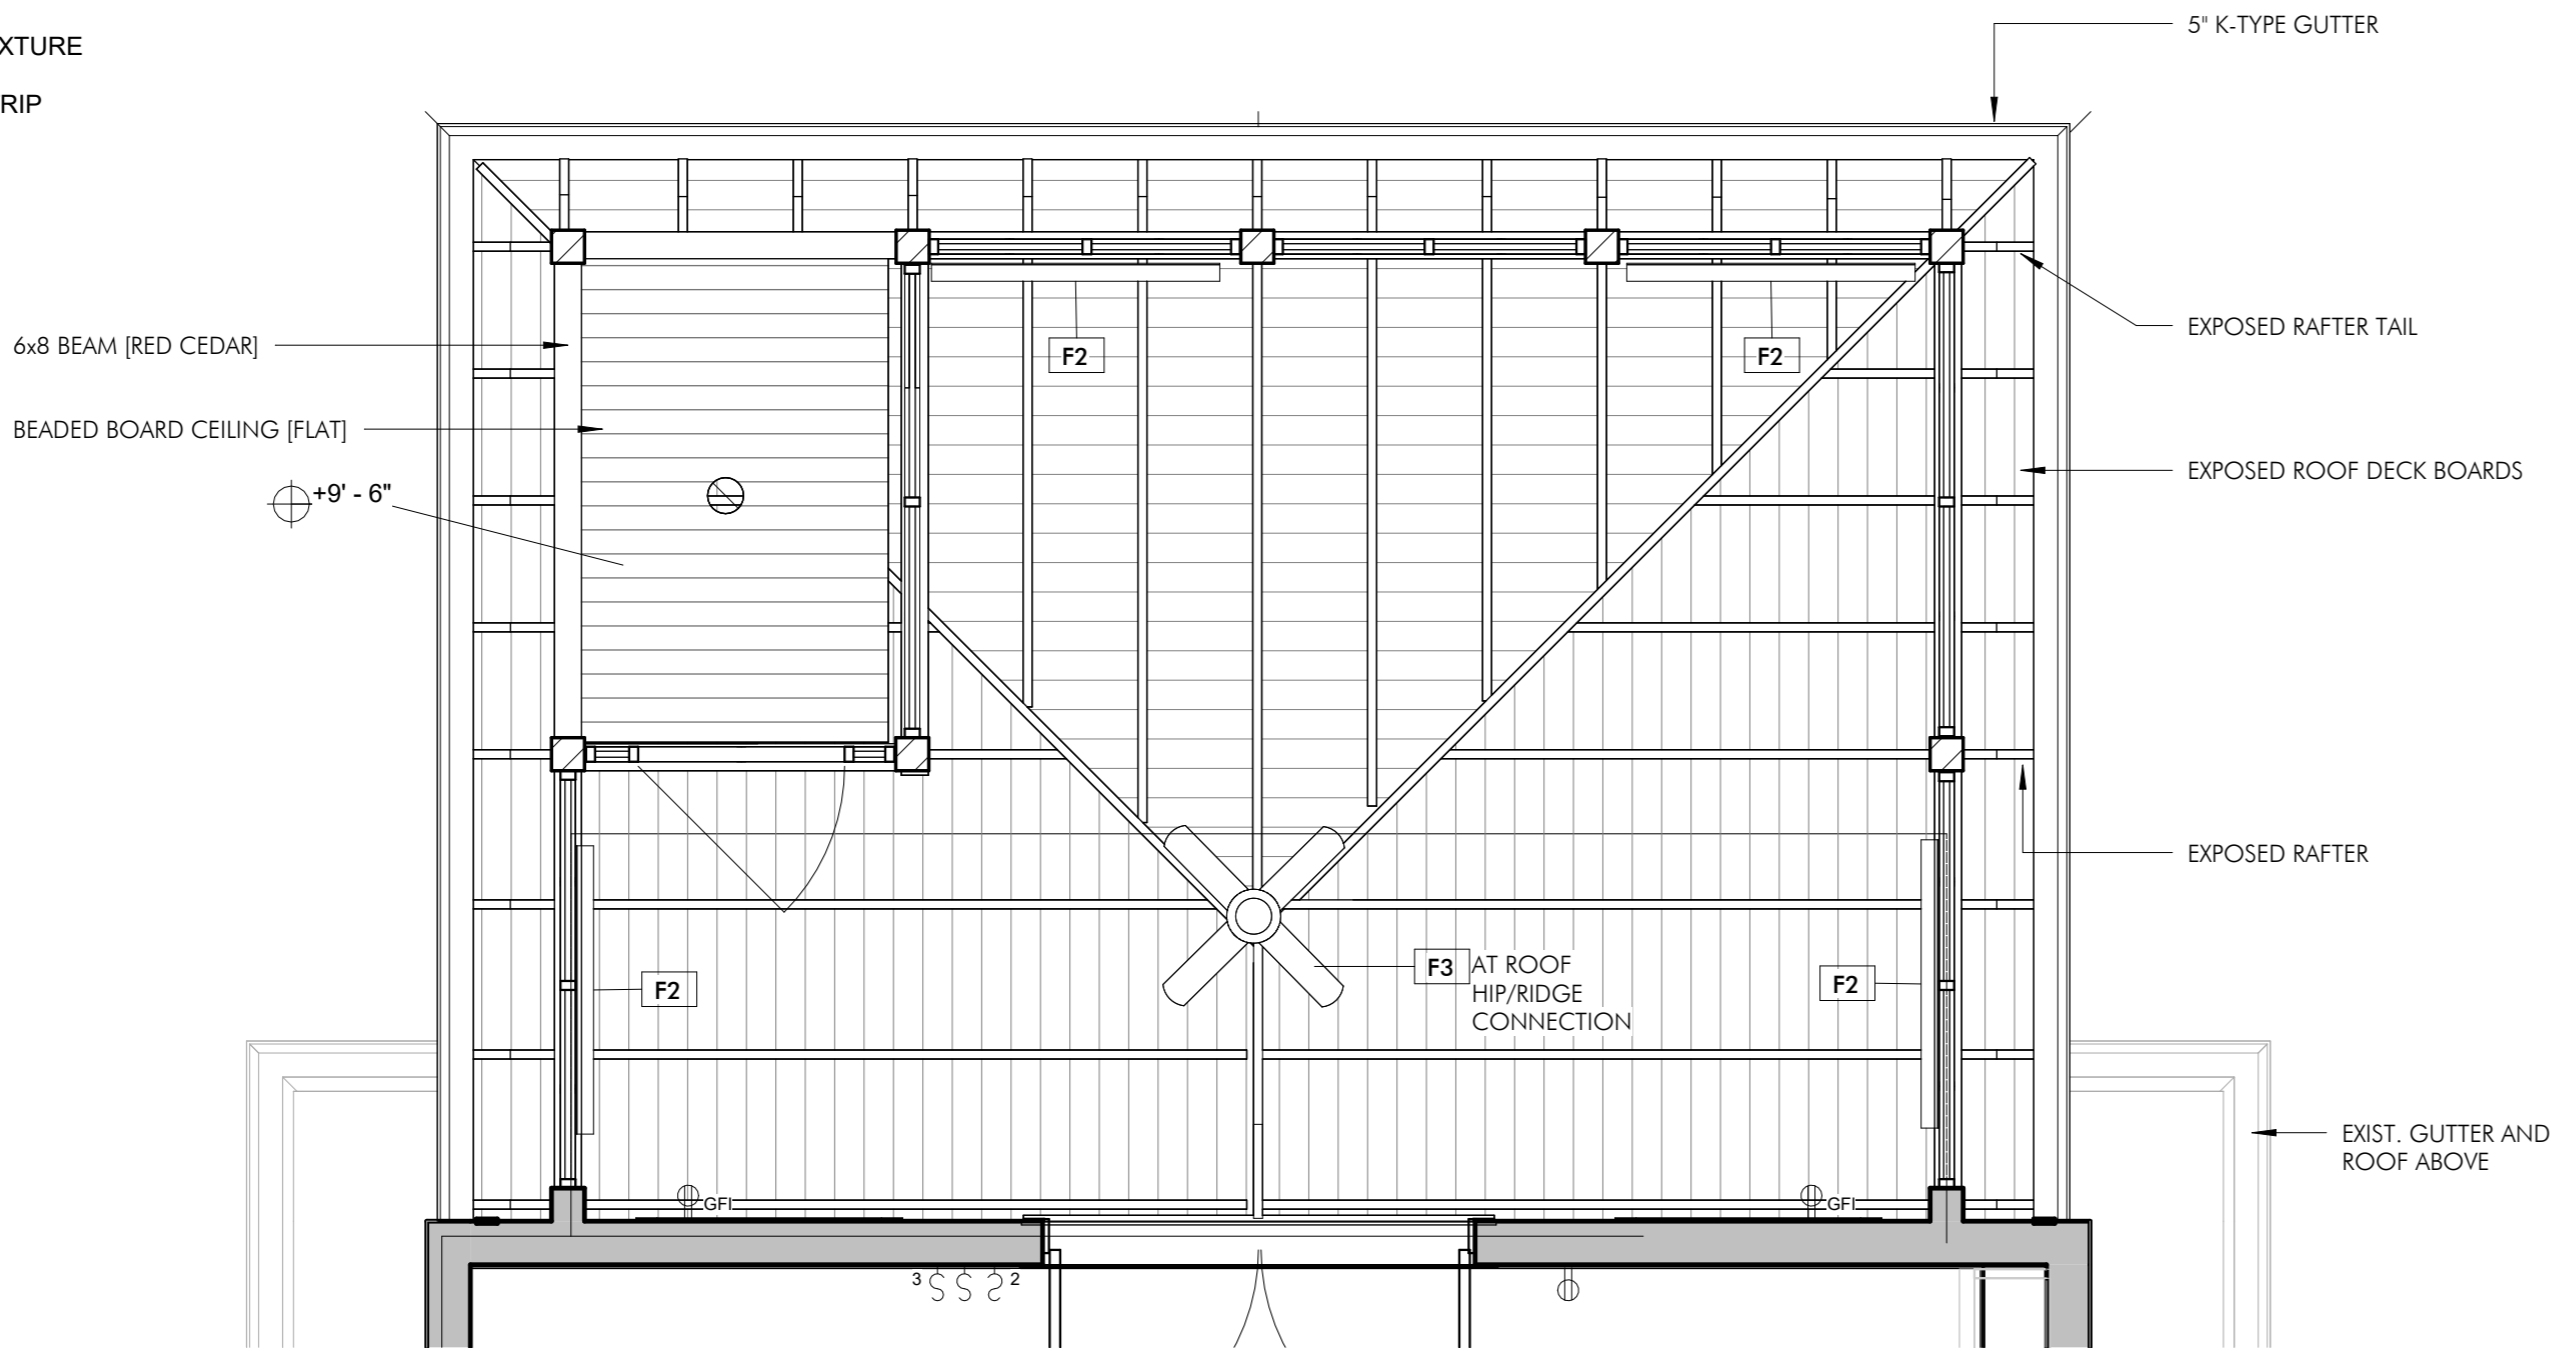 XTURE
RIP
5" K-TYPE GUTTER
6x8 BEAM [RED CEDAR]
BEADED BOARD CEILING [FLAT]
+9' - 6"
F2
F2
EXPOSED RAFTER TAIL
EXPOSED ROOF DECK BOARDS
EXPOSED RAFTER
F2
F3 AT ROOF
HIP/RIDGE
CONNECTION
F2
EXIST. GUTTER AND
ROOF ABOVE
GFI
GFI
3
2